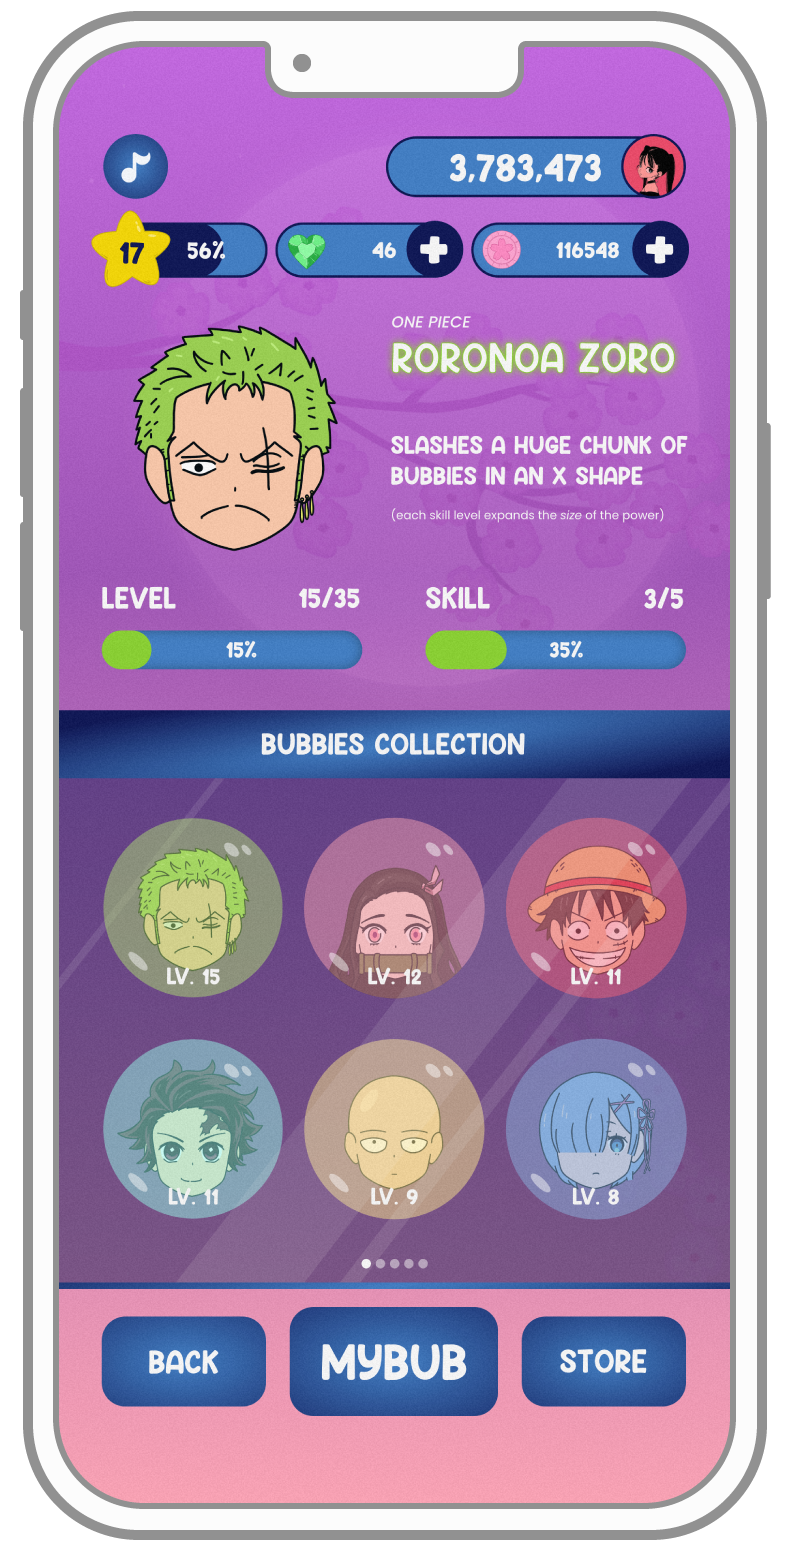 3,783,473
17 56% 46 116548
ONE PIECE
RORONOA ZORO
SLASHES A HUGE CHUNK OF
BUBBIES IN AN X SHAPE
(each skill level expands the size of the power)
LEVEL 15/35 SKILL 3/5
15% 35%
BUBBIES COLLECTION
LV. 15 LV. 12 LV. 11
LV. 11 LV. 9 LV. 8
BACK MYBUB STORE